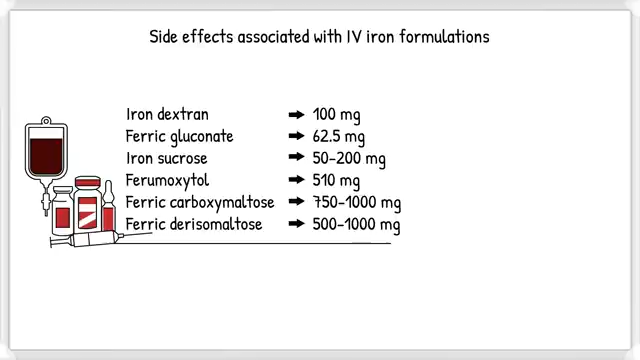 Side effects associated with IV iron formulations
Iron dextran ➡ 100 mg
Ferric gluconate ➡ 62.5 mg
Iron sucrose ➡ 50-200 mg
Ferumoxytol ➡ 510 mg
Ferric carboxymaltose ➡ 750-1000 mg
Ferric derisomaltose ➡ 500-1000 mg